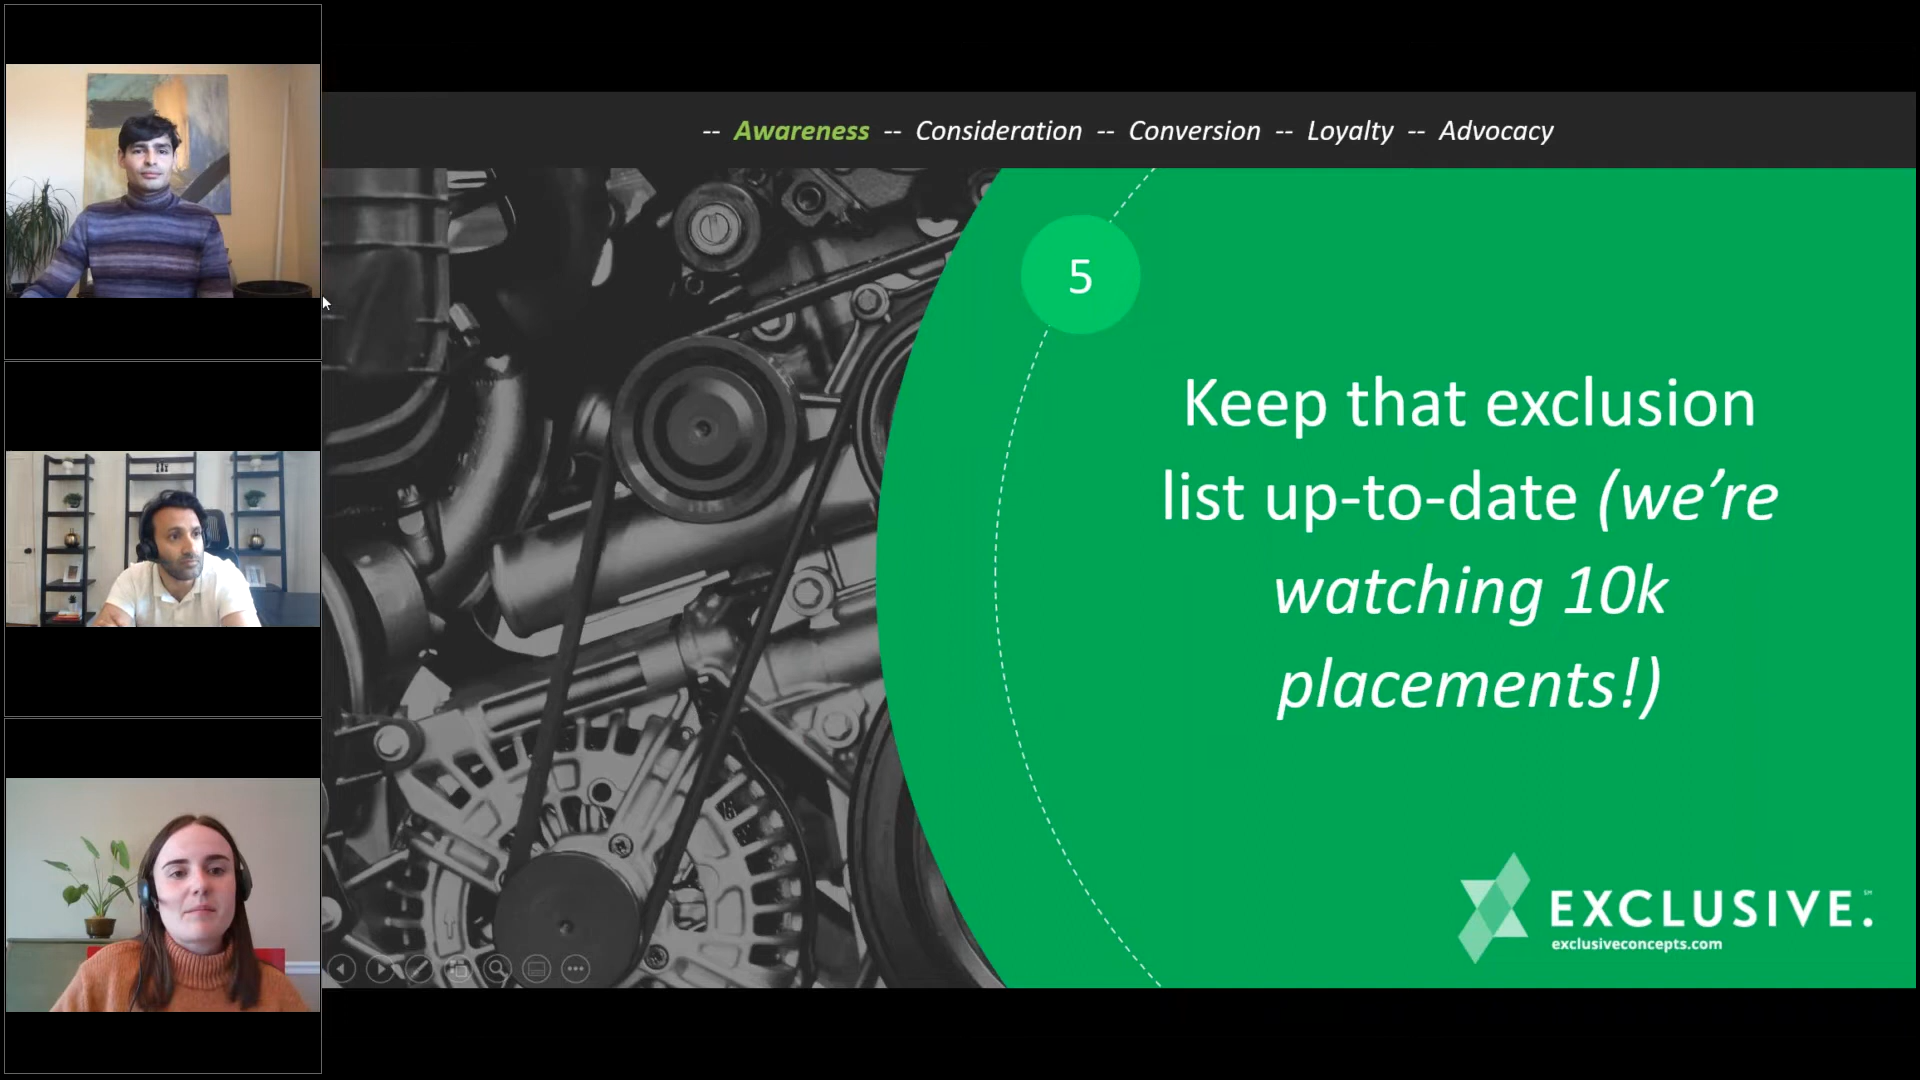 -- Awareness -- Consideration -- Conversion -- Loyalty -- Advocacy
5
Keep that exclusion
list up-to-date (we’re
watching 10k
placements!)
EXCLUSIVE.℠
exclusiveconcepts.com